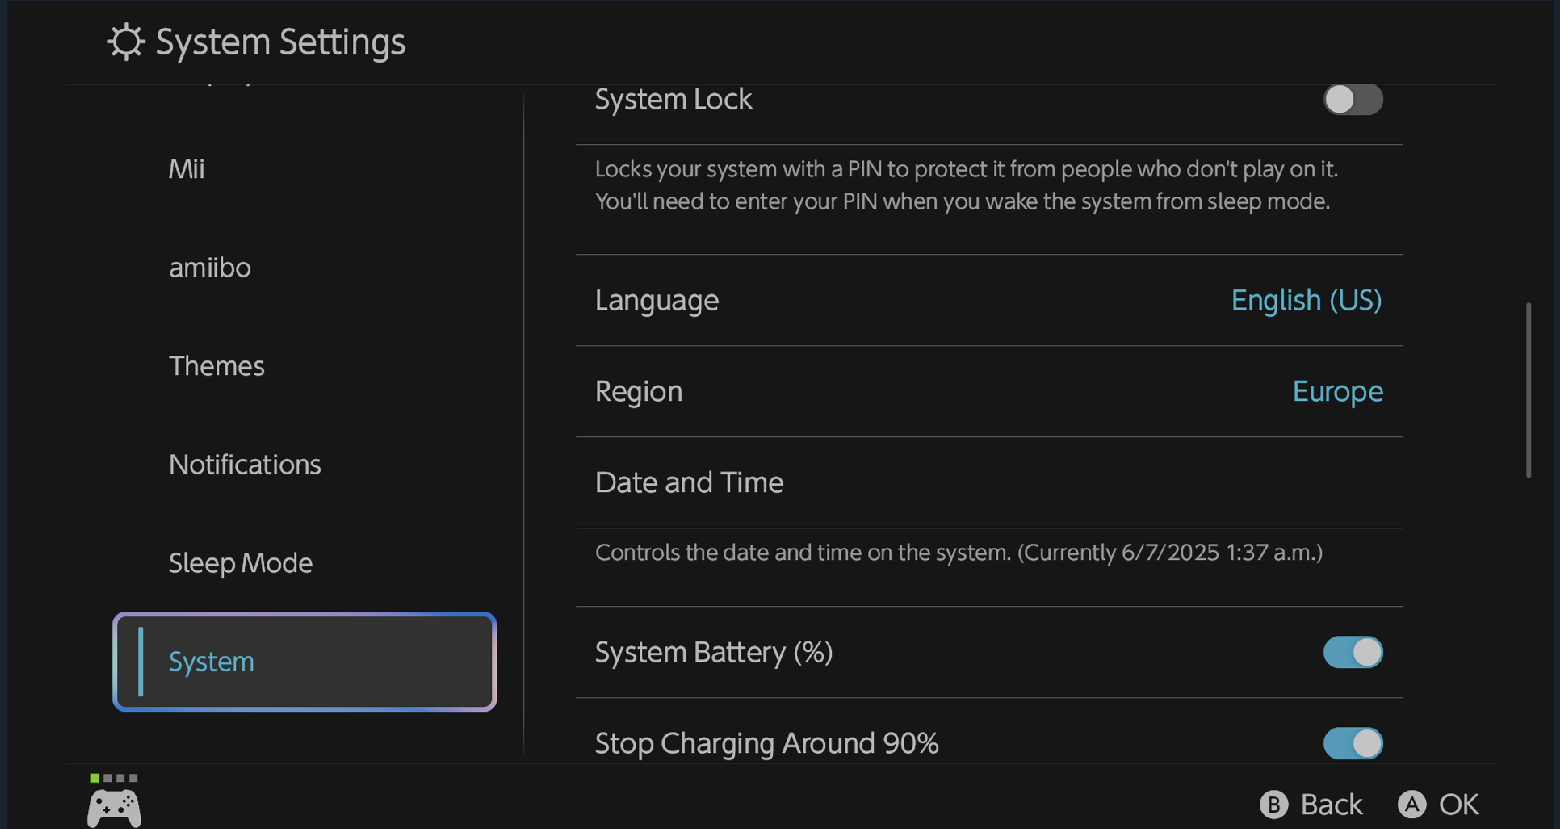 System Settings
Mii
amiibo
Themes
Notifications
Sleep Mode
System
System Lock
Locks your system with a PIN to protect it from people who don't play on it.
You'll need to enter your PIN when you wake the system from sleep mode.
Language English (US)
Region Europe
Date and Time
Controls the date and time on the system. (Currently 6/7/2025 1:37 a.m.)
System Battery (%)
Stop Charging Around 90%
B Back A OK